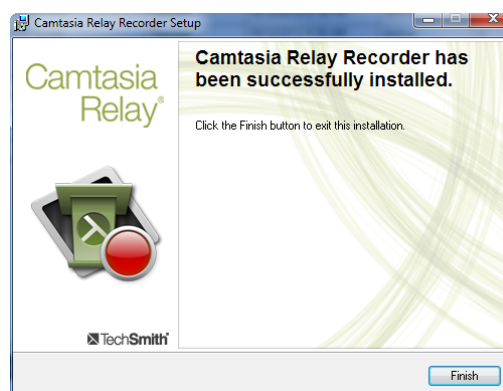 Camtasia Relay Recorder Setup
Camtasia
Relay®
Camtasia Relay Recorder has
been successfully installed.
Click the Finish button to exit this installation.
TechSmith®
Finish